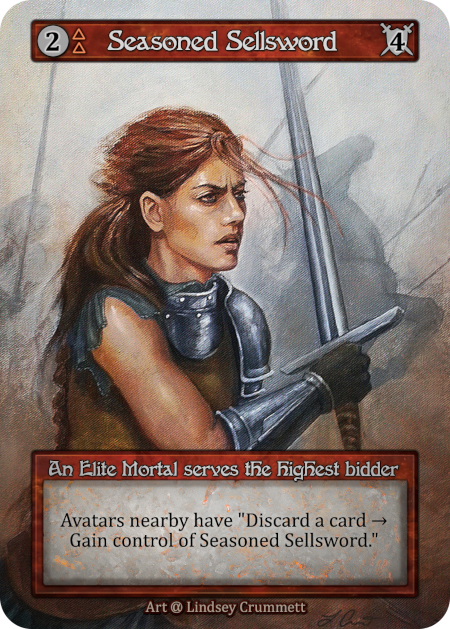 2 Seasoned Sellsword 4
An Elite Mortal serves the highest bidder
Avatars nearby have "Discard a card →
Gain control of Seasoned Sellsword."
Art @ Lindsey Crummett